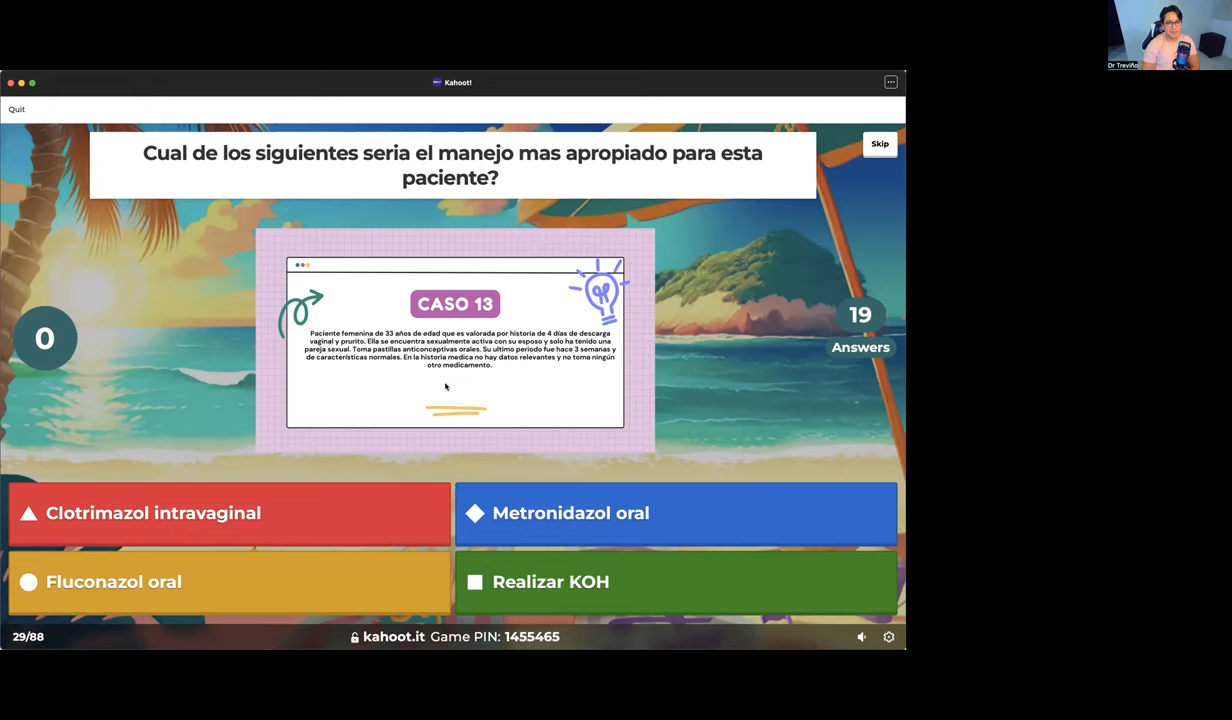 Dr Treviño
Kahoot!
Quit
Cual de los siguientes seria el manejo mas apropiado para esta
paciente?
Skip
CASO 13
Paciente femenina de 33 años de edad que es valorada por historia de 4 días de descarga
vaginal y prurito. Ella se encuentra sexualmente activa con su esposo y solo ha tenido una
pareja sexual. Toma pastillas anticonceptivas orales. Su ultimo periodo fue hace 3 semanas y
de características normales. En la historia medica no hay datos relevantes y no toma ningún
otro medicamento.
0
19
Answers
Clotrimazol intravaginal
Metronidazol oral
Fluconazol oral
Realizar KOH
29/88
kahoot.it Game PIN: 1455465